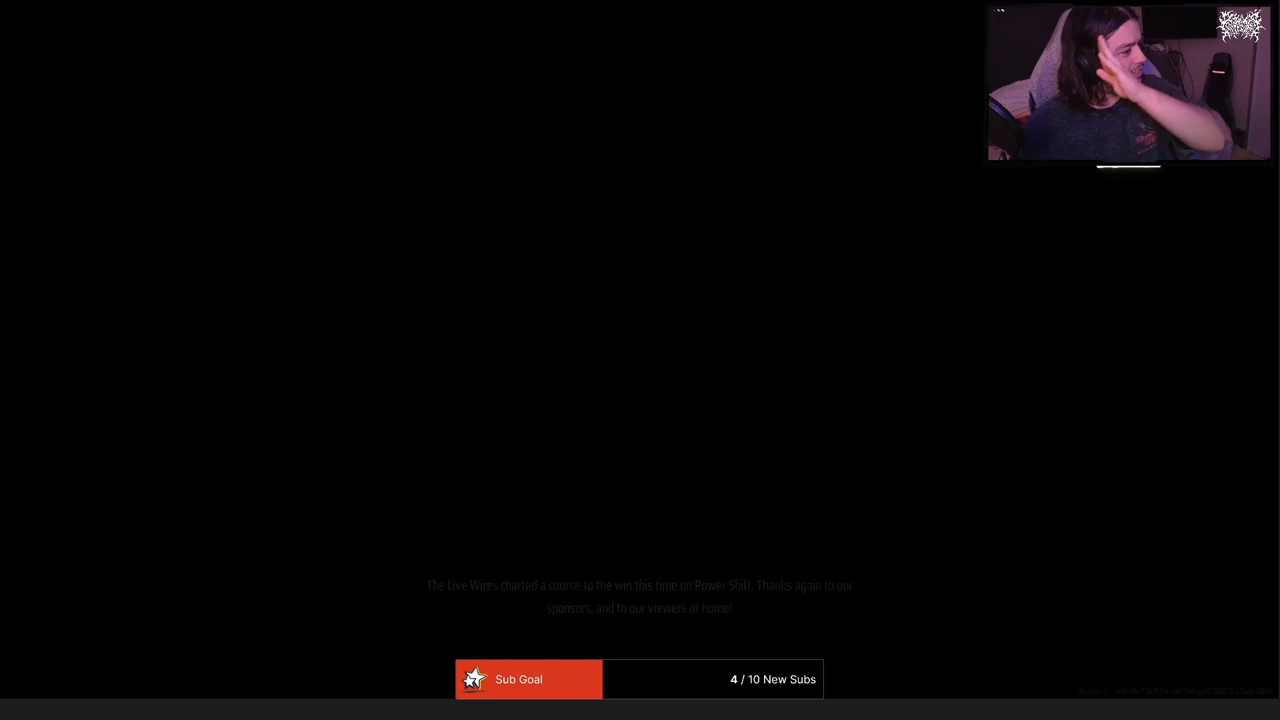 The Live Wires charted a course to the win this time on Power Shift. Thanks again to our
sponsors, and to our viewers at home!
Sub Goal
4 / 10 New Subs